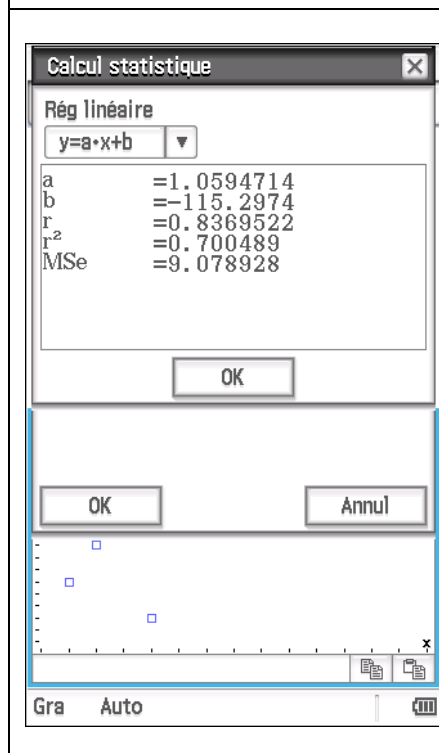 Calcul statistique
Rég linéaire
y=a·x+b
a =1.0594714
b =-115.2974
r =0.8369522
r² =0.700489
MSe =9.078928
OK
OK Annul
x
Gra Auto